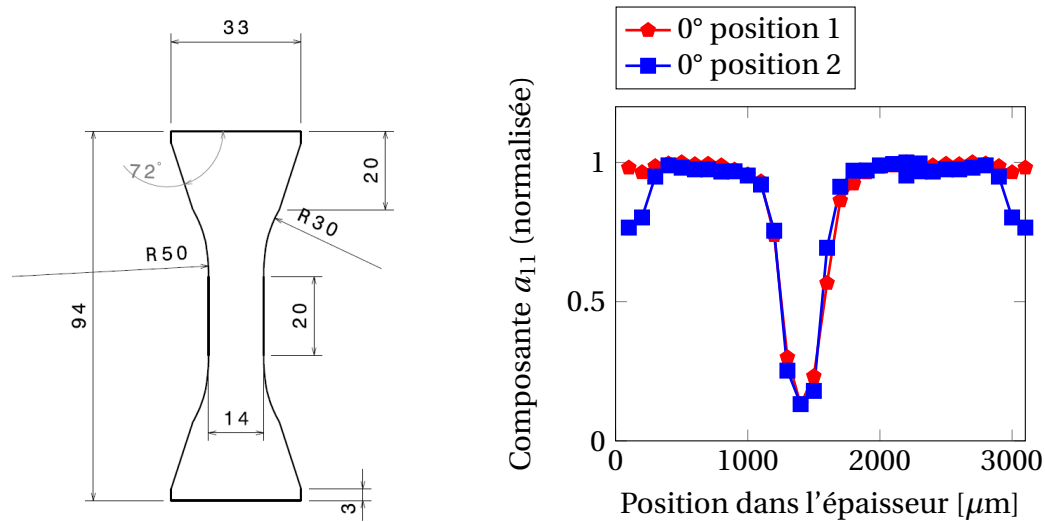 33
72°
20
R30
R50
94
20
14
3
0° position 1
0° position 2
Composante a₁₁ (normalisée)
1
0.5
0
0
1000
2000
3000
Position dans l'épaisseur [μm]